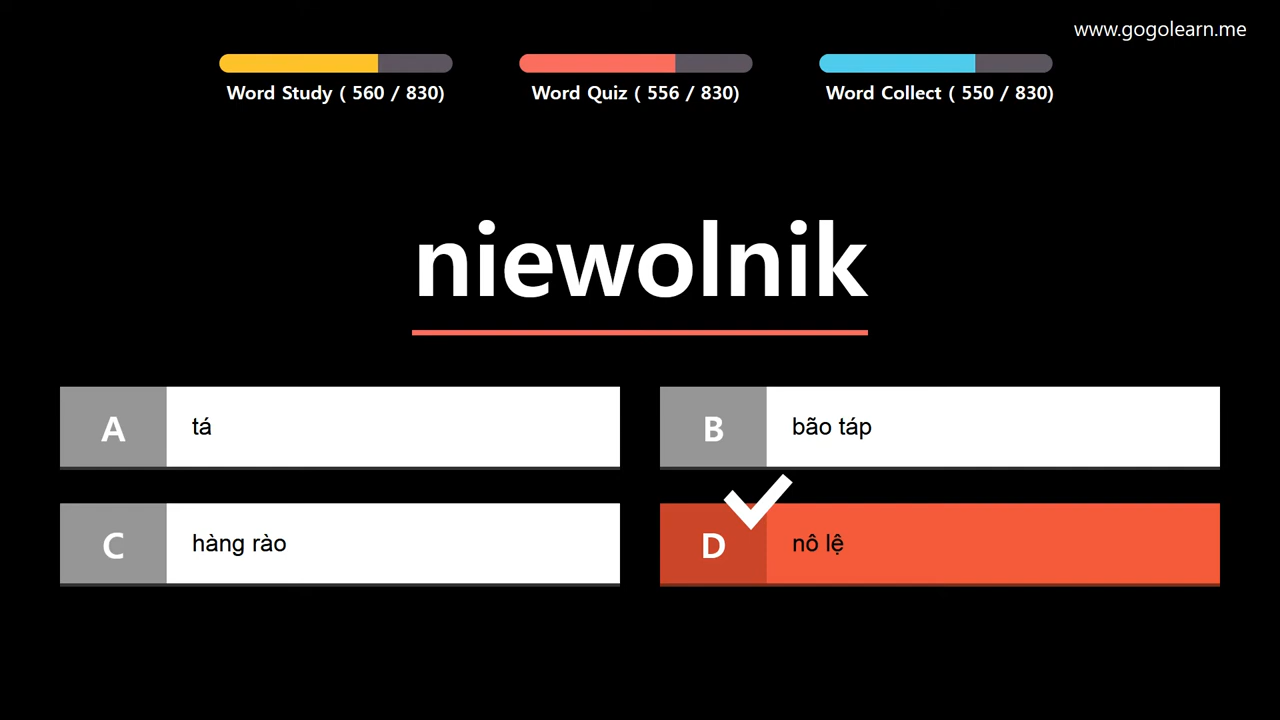 www.gogolearn.me
Word Study ( 560 / 830)
Word Quiz ( 556 / 830)
Word Collect ( 550 / 830)
niewolnik
A tá
B bão táp
C hàng rào
D nô lệ